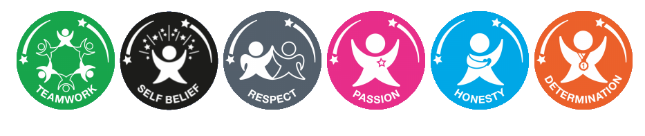 TEAMWORK
SELF BELIEF
RESPECT
PASSION
HONESTY
DETERMINATION